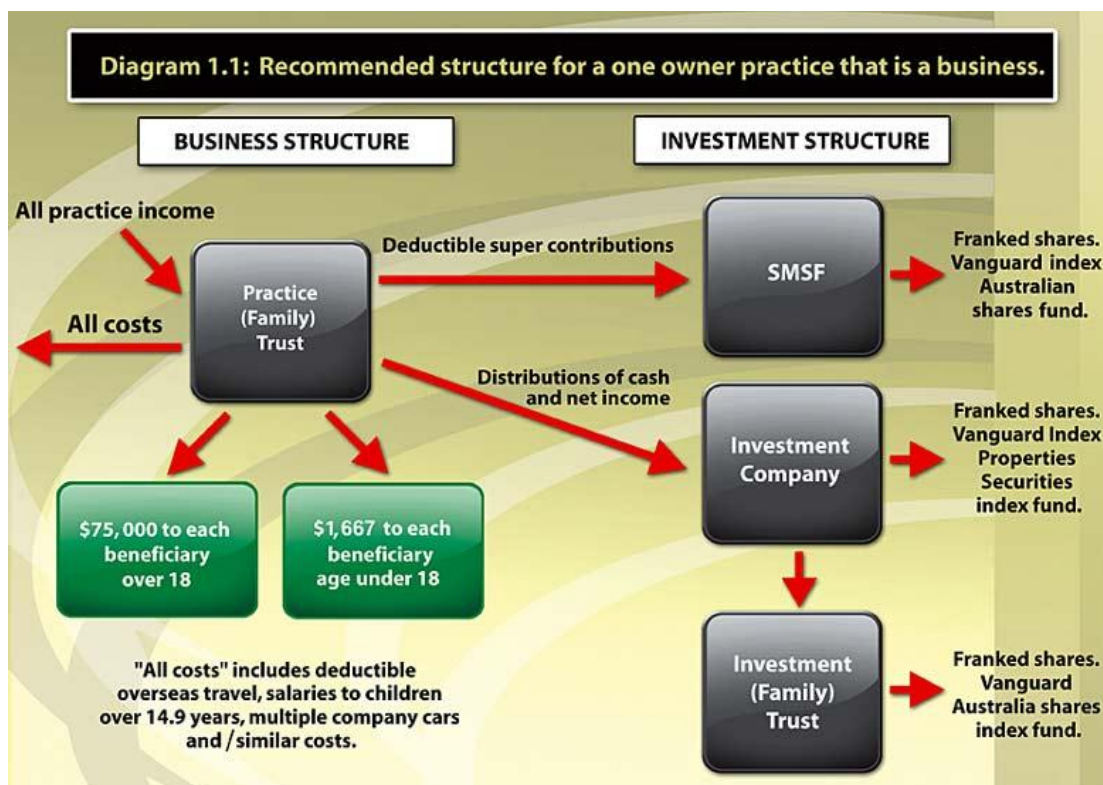 Diagram 1.1: Recommended structure for a one owner practice that is a business.
BUSINESS STRUCTURE
INVESTMENT STRUCTURE
All practice income
Practice
(Family)
Trust
All costs
Deductible super contributions
SMSF
Franked shares.
Vanguard index
Australian
shares fund.
Distributions of cash
and net income
Investment
Company
Franked shares.
Vanguard Index
Properties
Securities
index fund.
$75,000 to each
beneficiary
over 18
$1,667 to each
beneficiary
age under 18
Investment
(Family)
Trust
Franked shares.
Vanguard
Australia shares
index fund.
"All costs" includes deductible
overseas travel, salaries to children
over 14.9 years, multiple company cars
and /similar costs.